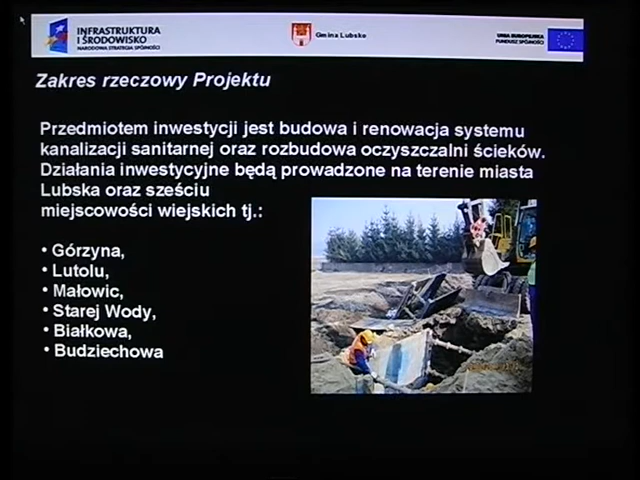 INFRASTRUKTURA
I ŚRODOWISKO
NARODOWA STRATEGIA SPÓJNOŚCI
Gmina Lubsko
UNIA EUROPEJSKA
FUNDUSZ SPÓJNOŚCI
Zakres rzeczowy Projektu
Przedmiotem inwestycji jest budowa i renowacja systemu
kanalizacji sanitarnej oraz rozbudowa oczyszczalni ścieków.
Działania inwestycyjne będą prowadzone na terenie miasta
Lubska oraz sześciu
miejscowości wiejskich tj.:
• Górzyna,
• Lutolu,
• Małowic,
• Starej Wody,
• Białkowa,
• Budziechowa